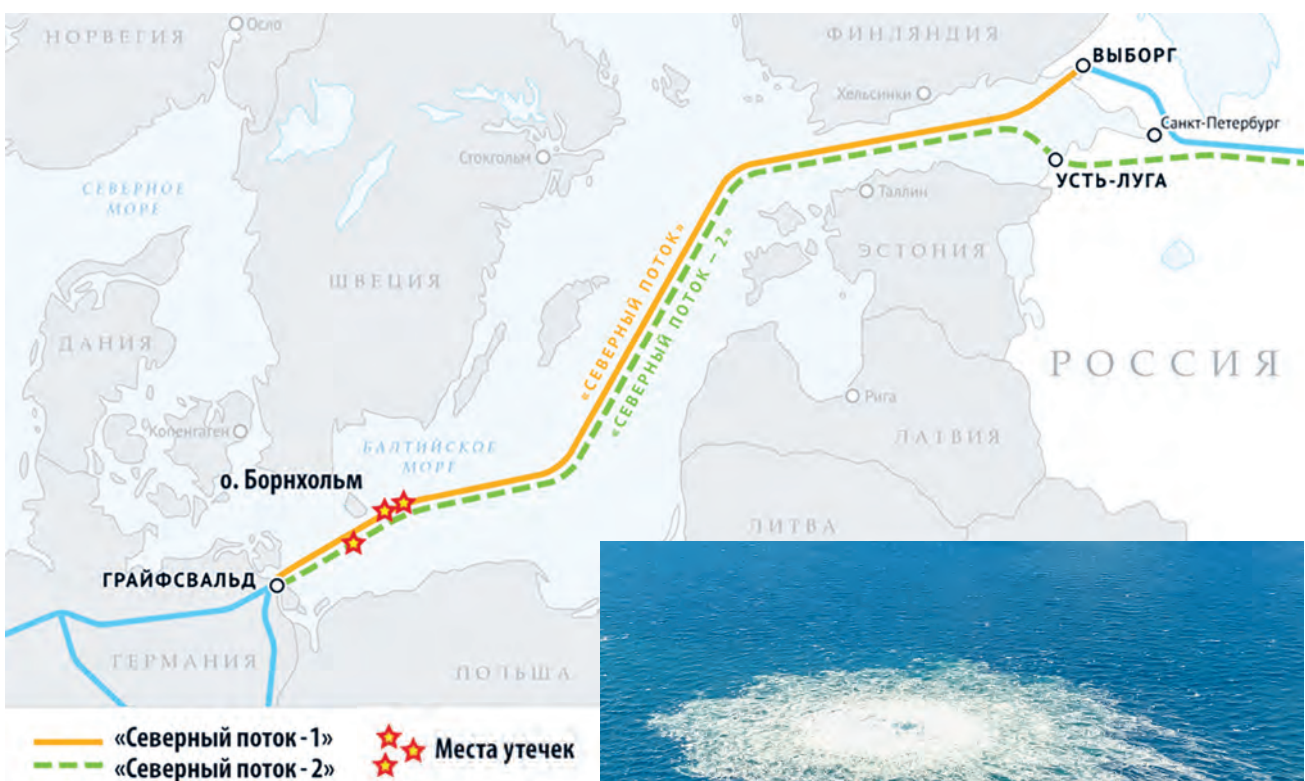 НОРВЕГИЯ
Осло
ФИНЛЯНДИЯ
ВЫБОРГ
Хельсинки
Санкт-Петербург
Стокгольм
УСТЬ-ЛУГА
СЕВЕРНОЕ
МОРЕ
Таллин
ЭСТОНИЯ
ШВЕЦИЯ
«СЕВЕРНЫЙ ПОТОК»
«СЕВЕРНЫЙ ПОТОК – 2»
ДАНИЯ
РОССИЯ
Рига
Копенгаген
ЛАТВИЯ
БАЛТИЙСКОЕ
МОРЕ
о. Борнхольм
ЛИТВА
ГРАЙФСВАЛЬД
ГЕРМАНИЯ
ПОЛЬША
«Северный поток-1»
«Северный поток-2»
Места утечек